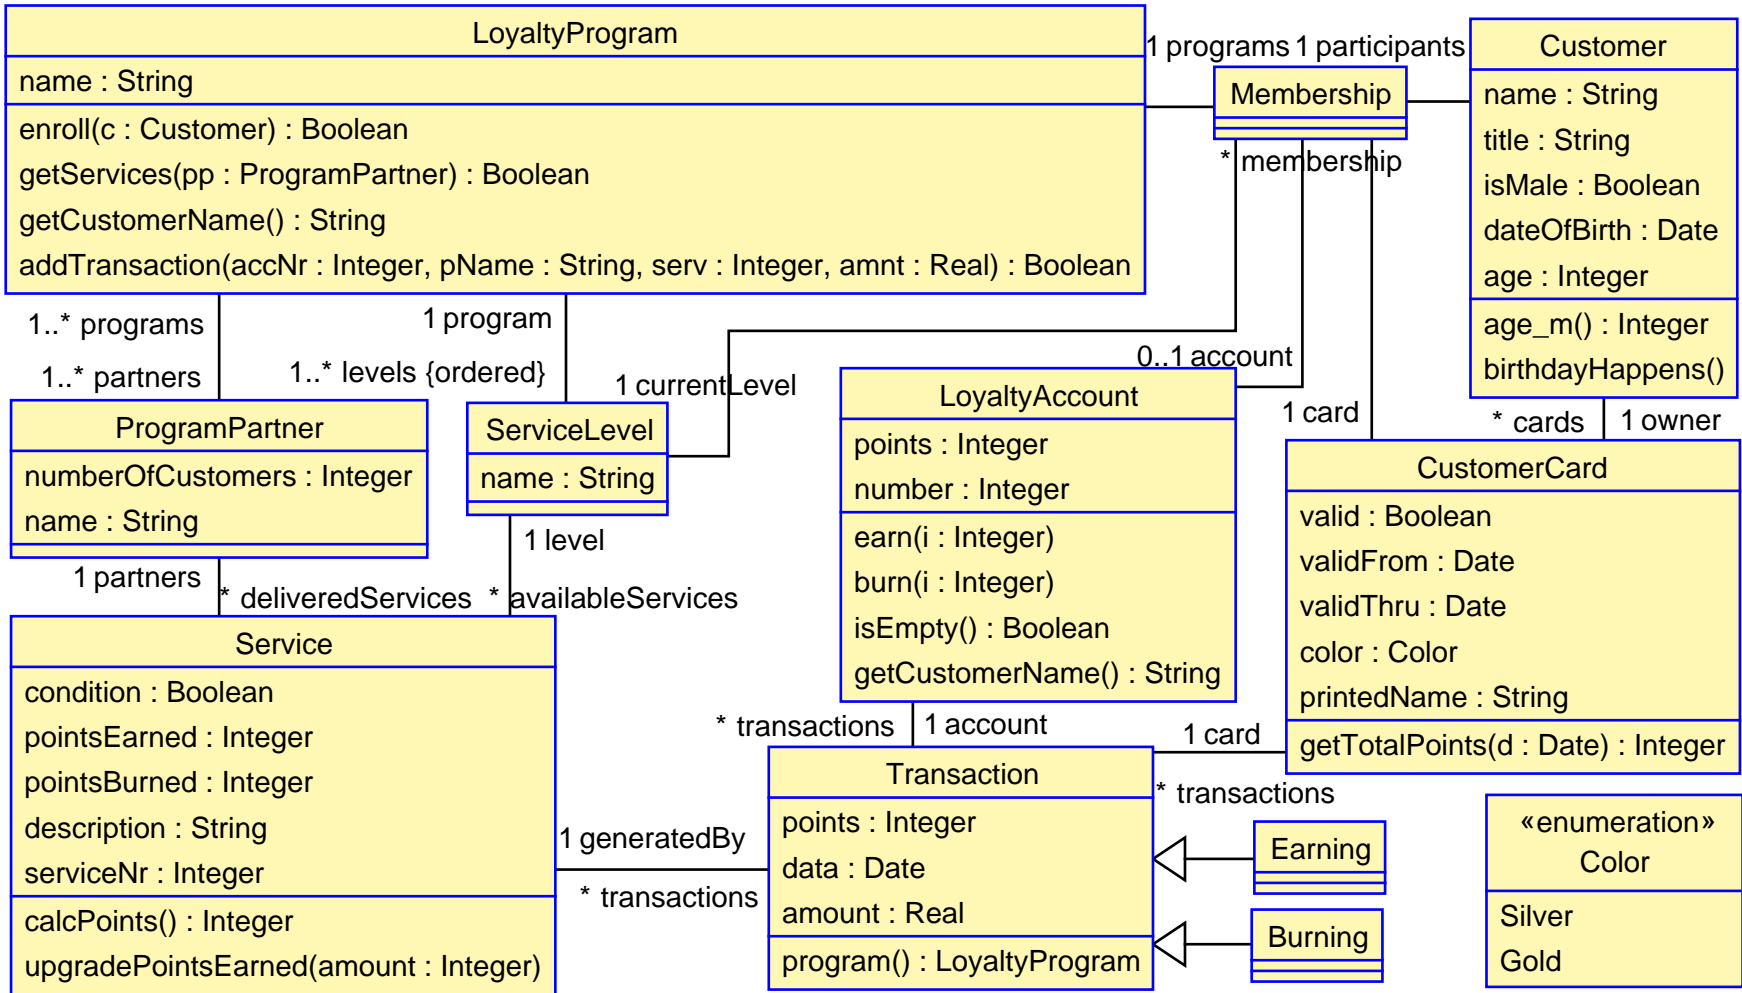 LoyaltyProgram
name : String
enroll(c : Customer) : Boolean
getServices(pp : ProgramPartner) : Boolean
getCustomerName() : String
addTransaction(accNr : Integer, pName : String, serv : Integer, amnt : Real) : Boolean
1 programs
1 participants
Membership
* membership
Customer
name : String
title : String
isMale : Boolean
dateOfBirth : Date
age : Integer
age_m() : Integer
birthdayHappens()
1..* programs
1..* partners
1 program
1..* levels {ordered}
1 currentLevel
0..1 account
1 card
* cards
1 owner
ProgramPartner
numberOfCustomers : Integer
name : String
ServiceLevel
name : String
LoyaltyAccount
points : Integer
number : Integer
earn(i : Integer)
burn(i : Integer)
isEmpty() : Boolean
getCustomerName() : String
CustomerCard
valid : Boolean
validFrom : Date
validThru : Date
color : Color
printedName : String
getTotalPoints(d : Date) : Integer
1 partners
* deliveredServices
1 level
* availableServices
Service
condition : Boolean
pointsEarned : Integer
pointsBurned : Integer
description : String
serviceNr : Integer
calcPoints() : Integer
upgradePointsEarned(amount : Integer)
* transactions
1 account
1 card
* transactions
1 generatedBy
* transactions
Transaction
points : Integer
data : Date
amount : Real
program() : LoyaltyProgram
Earning
Burning
«enumeration»
Color
Silver
Gold